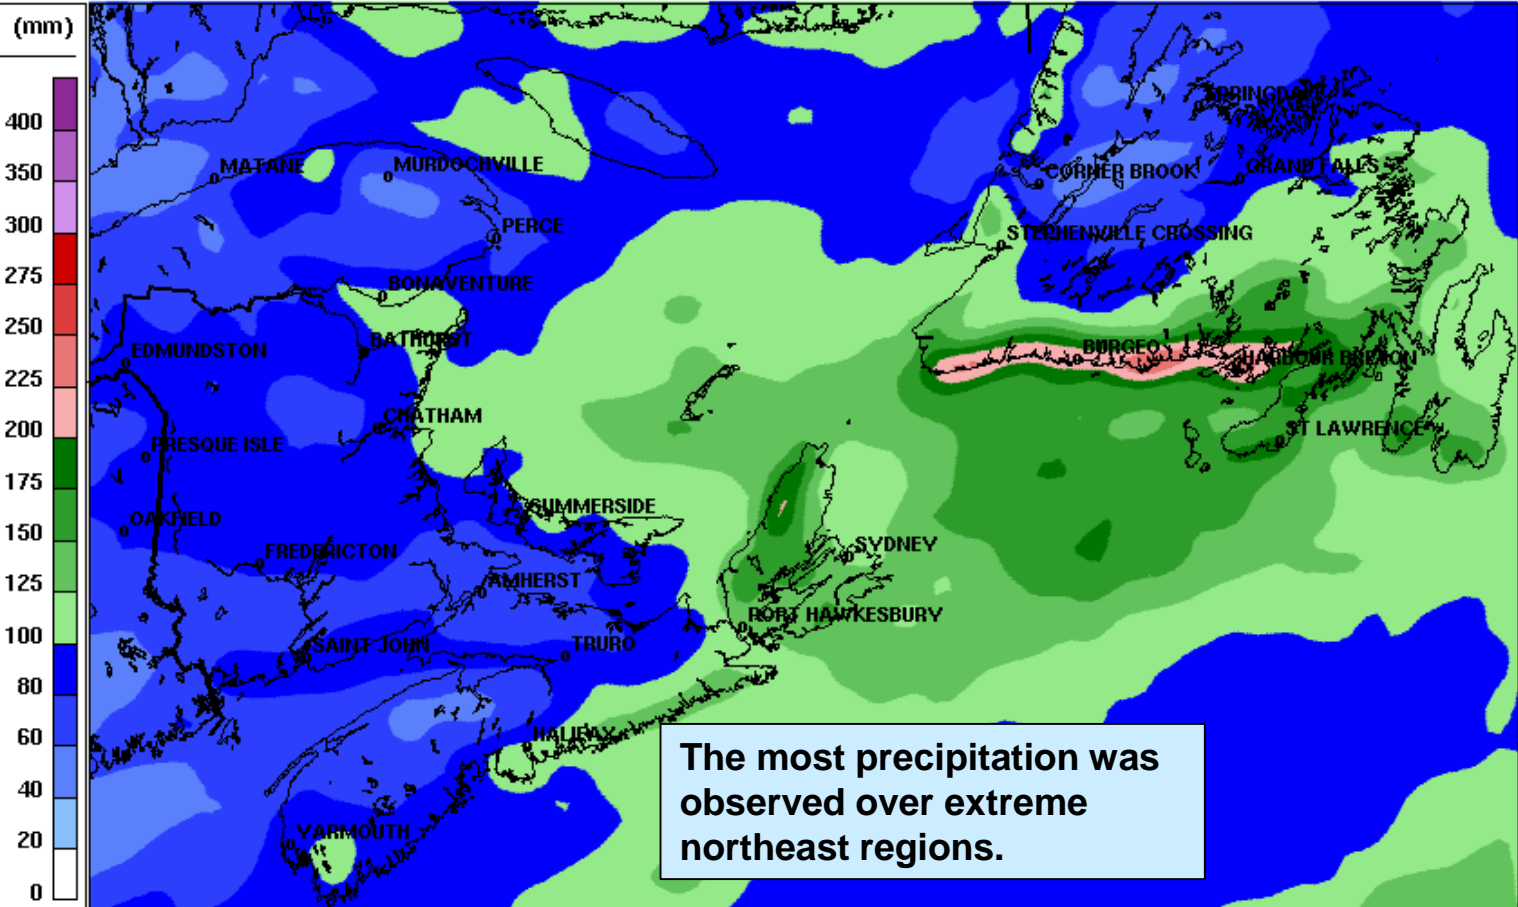 (mm)
400
350
300
275
250
225
200
175
150
125
100
80
60
40
20
0
SPRINGDALE
MATANE
MURDOCHVILLE
CORNER BROOK
GRAND FALLS
PERCE
STEPHENVILLE CROSSING
BONAVENTURE
BATHURST
EDMUNDSTON
BURGEO
HARBOUR BRETON
CHATHAM
PRESQUE ISLE
ST LAWRENCE
SUMMERSIDE
OAKFIELD
SYDNEY
FREDERICTON
AMHERST
PORT HAWKESBURY
SAINT JOHN
TRURO
HALIFAX
YARMOUTH
The most precipitation was
observed over extreme
northeast regions.